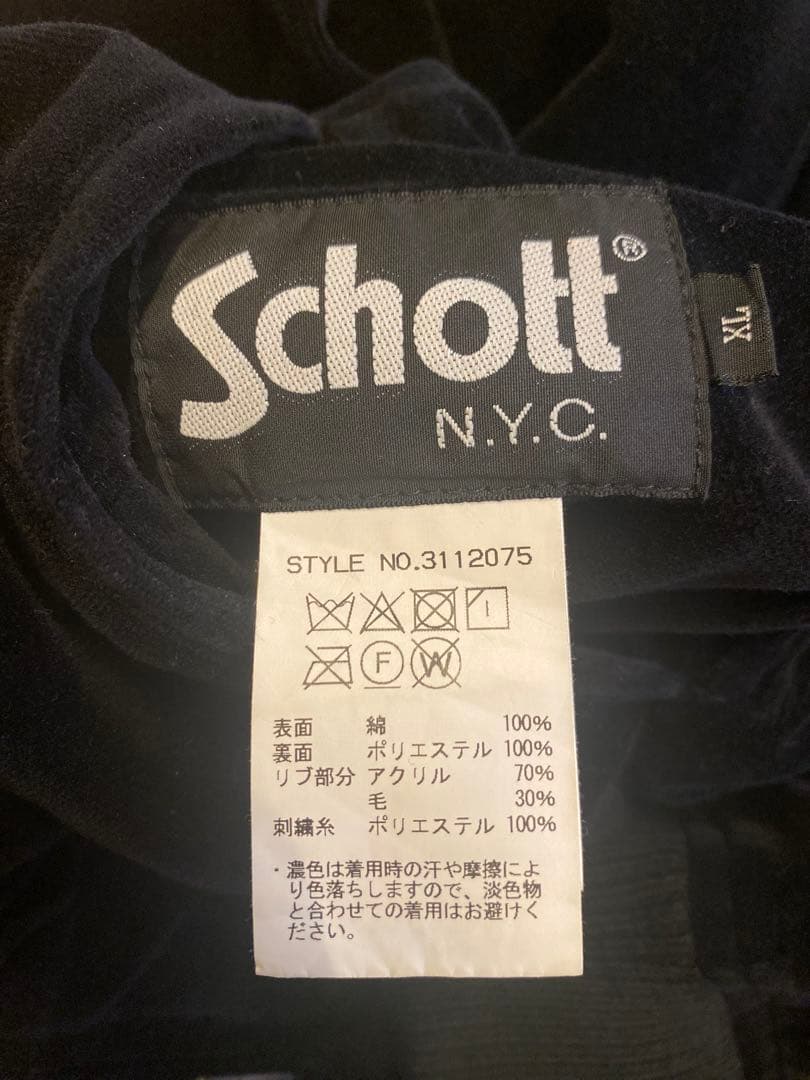 Schott®
N.Y.C.
XL
STYLE NO.3112075
F
W
表面 綿 100%
裏面 ポリエステル 100%
リブ部分 アクリル 70%
毛 30%
刺繍糸 ポリエステル 100%
・濃色は着用時の汗や摩擦によ
り色落ちしますので、淡色物
と合わせての着用はお避けく
ださい。